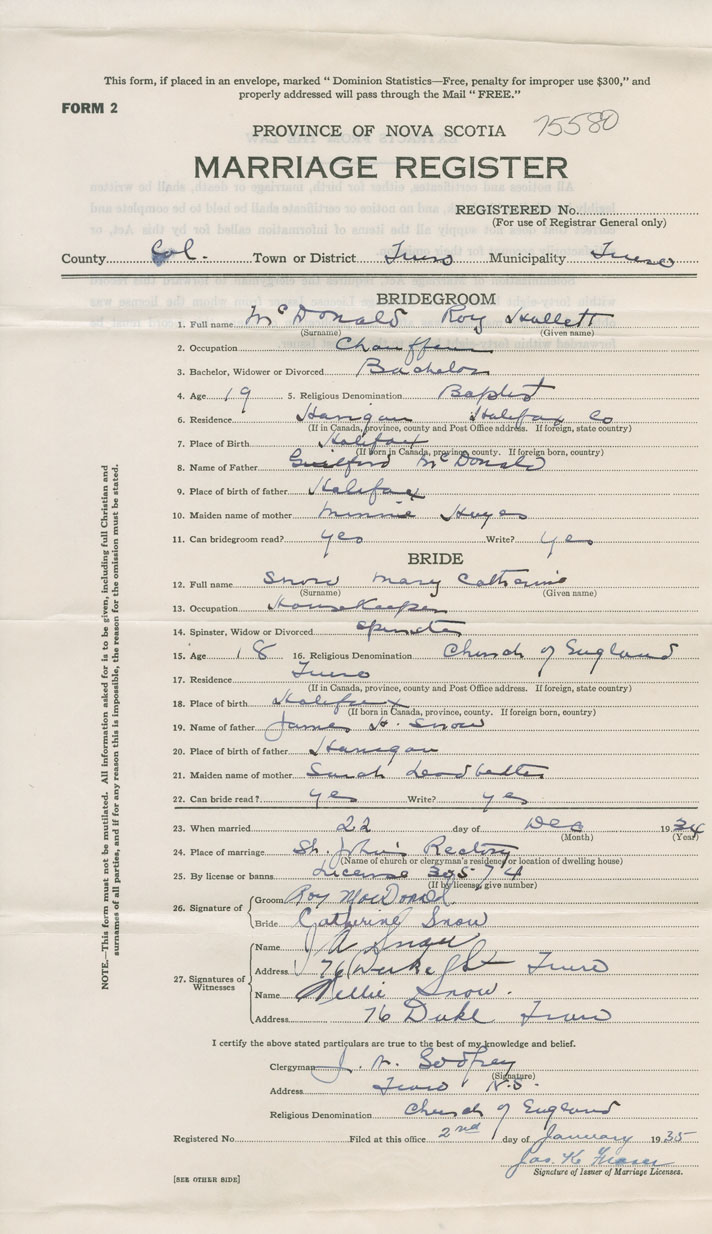 This form, if placed in an envelope, marked "Dominion Statistics—Free, penalty for improper use $300," and
properly addressed will pass through the Mail "FREE."
FORM 2
PROVINCE OF NOVA SCOTIA 75580
MARRIAGE REGISTER
REGISTERED No.
(For use of Registrar General only)
County Col. Town or District Truro Municipality Truro
BRIDEGROOM
1. Full name McDonald Roy Hallett
(Surname) (Given name)
2. Occupation Chauffeur
3. Bachelor, Widower or Divorced Bachelor
4. Age 19 5. Religious Denomination Baptist
6. Residence Halifax Co
(If in Canada, province, county and Post Office address. If foreign, state country)
7. Place of Birth Halifax
(If born in Canada, province, county. If foreign born, country)
8. Name of Father Guilford McDonald
9. Place of birth of father Halifax
10. Maiden name of mother Minnie Hayes
11. Can bridegroom read? yes Write? yes
BRIDE
12. Full name Snow Mary Catherine
(Surname) (Given name)
13. Occupation Housekeeper
14. Spinster, Widow or Divorced Spinster
15. Age 18 16. Religious Denomination Church of England
17. Residence Truro
(If in Canada, province, county and Post Office address. If foreign, state country)
18. Place of birth Halifax
(If born in Canada, province, county. If foreign born, country)
19. Name of father James H. Snow
20. Place of birth of father
21. Maiden name of mother Sarah Leadbetter
22. Can bride read? yes Write? yes
23. When married 22 day of Dec 1934
(Month) (Year)
24. Place of marriage St. John's Rectory
(Name of church or clergyman's residence or location of dwelling house)
25. By license or banns License 30574
(If by license, give number)
26. Signature of Groom Roy MacDonald
Bride Catherine Snow
27. Signatures of Witnesses Name Snow
Address 76 Duke St Truro
Name Nellie Snow.
Address 76 Duke Truro
I certify the above stated particulars are true to the best of my knowledge and belief.
Clergyman J. N. Godfrey
(Signature)
Address Truro N.S.
Religious Denomination Church of England
Registered No. Filed at this office 2nd day of January 1935
Jas. K. Fraser
Signature of Issuer of Marriage Licenses.
[SEE OTHER SIDE]
NOTE.—This form must not be mutilated. All information asked for is to be given, including full Christian and
surnames of all parties, and if for any reason this is impossible, the reason for the omission must be stated.